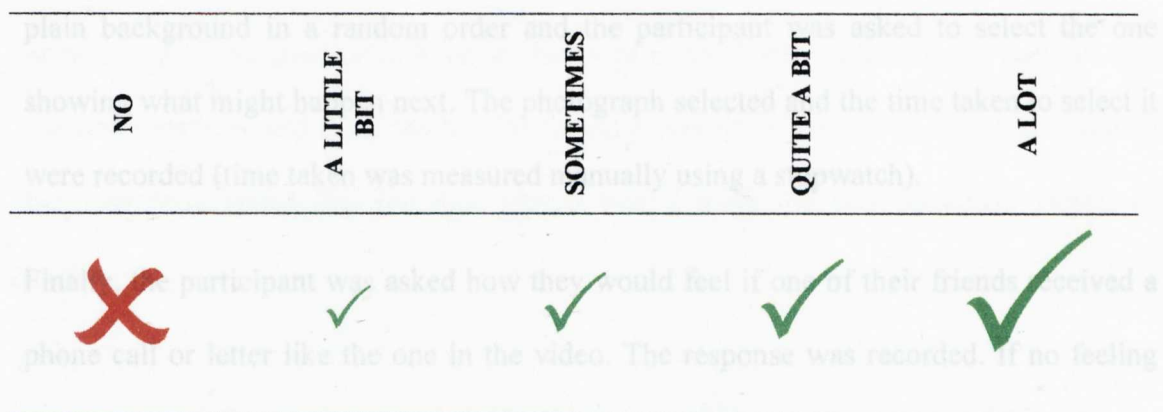 plain background in a random order and the participant was asked to select the one
NO
A LITTLE
BIT
SOMETIMES
QUITE A BIT
A LOT
showing what might happen next. The photograph selected and the time taken to select it
were recorded (time taken was measured manually using a stopwatch).
Finally, the participant was asked how they would feel if one of their friends received a
phone call or letter like the one in the video. The response was recorded. If no feeling